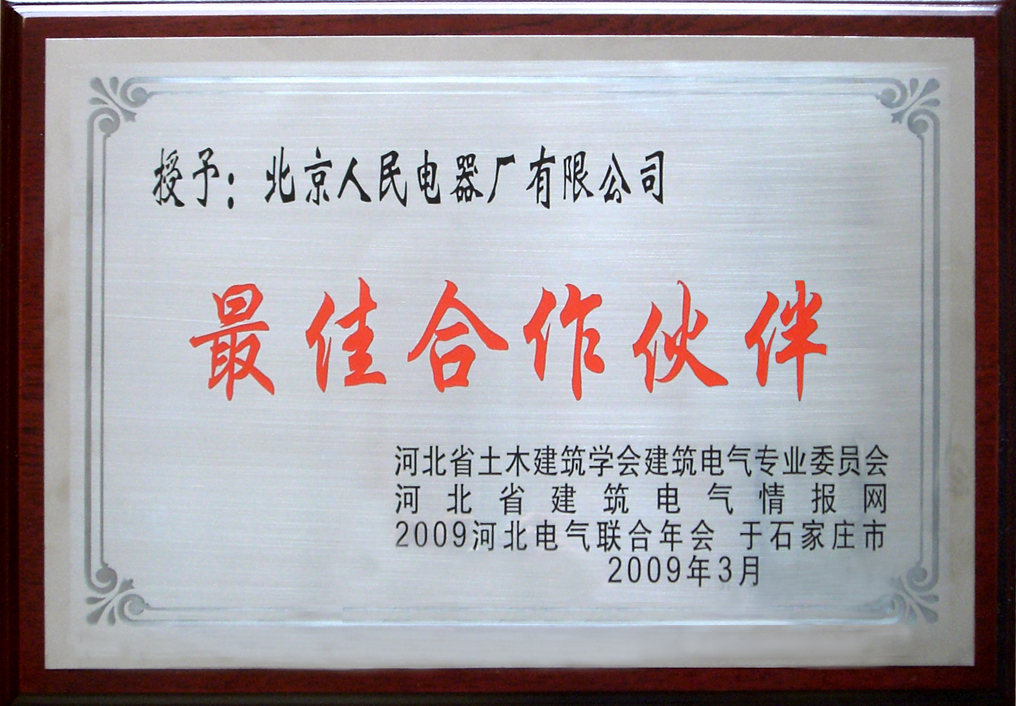 授予：北京人民电器厂有限公司
最佳合作伙伴
河北省土木建筑学会建筑电气专业委员会
河北省建筑电气情报网
2009河北电气联合年会 于石家庄市
2009年3月